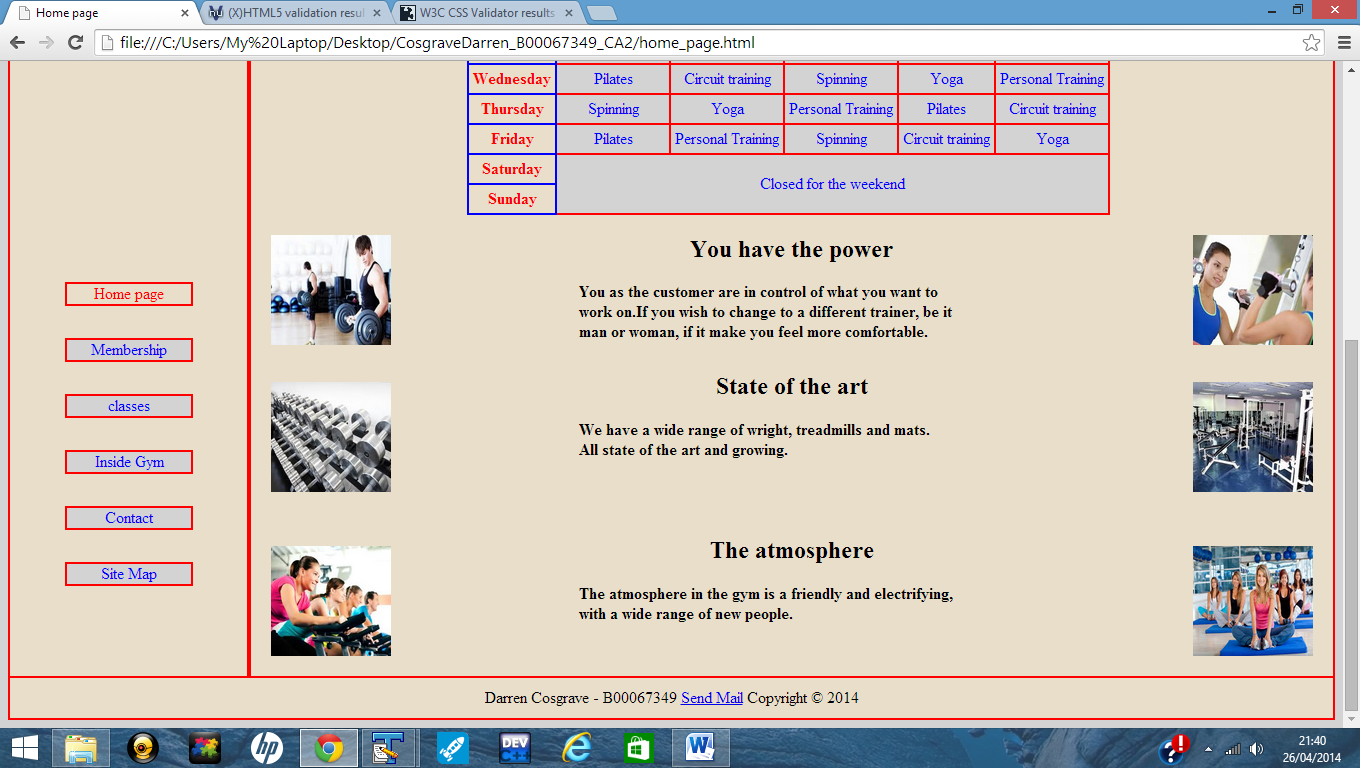 Home page
(X)HTML5 validation resul
W3C CSS Validator results
file:///C:/Users/My%20Laptop/Desktop/CosgraveDarren_B00067349_CA2/home_page.html
Wednesday Pilates Circuit training Spinning Yoga Personal Training
Thursday Spinning Yoga Personal Training Pilates Circuit training
Friday Pilates Personal Training Spinning Circuit training Yoga
Saturday
Closed for the weekend
Sunday
Home page
Membership
classes
Inside Gym
Contact
Site Map
You have the power
You as the customer are in control of what you want to
work on.If you wish to change to a different trainer, be it
man or woman, if it make you feel more comfortable.
State of the art
We have a wide range of wright, treadmills and mats.
All state of the art and growing.
The atmosphere
The atmosphere in the gym is a friendly and electrifying,
with a wide range of new people.
Darren Cosgrave - B00067349 Send Mail Copyright © 2014
hp
DEV
21:40
26/04/2014